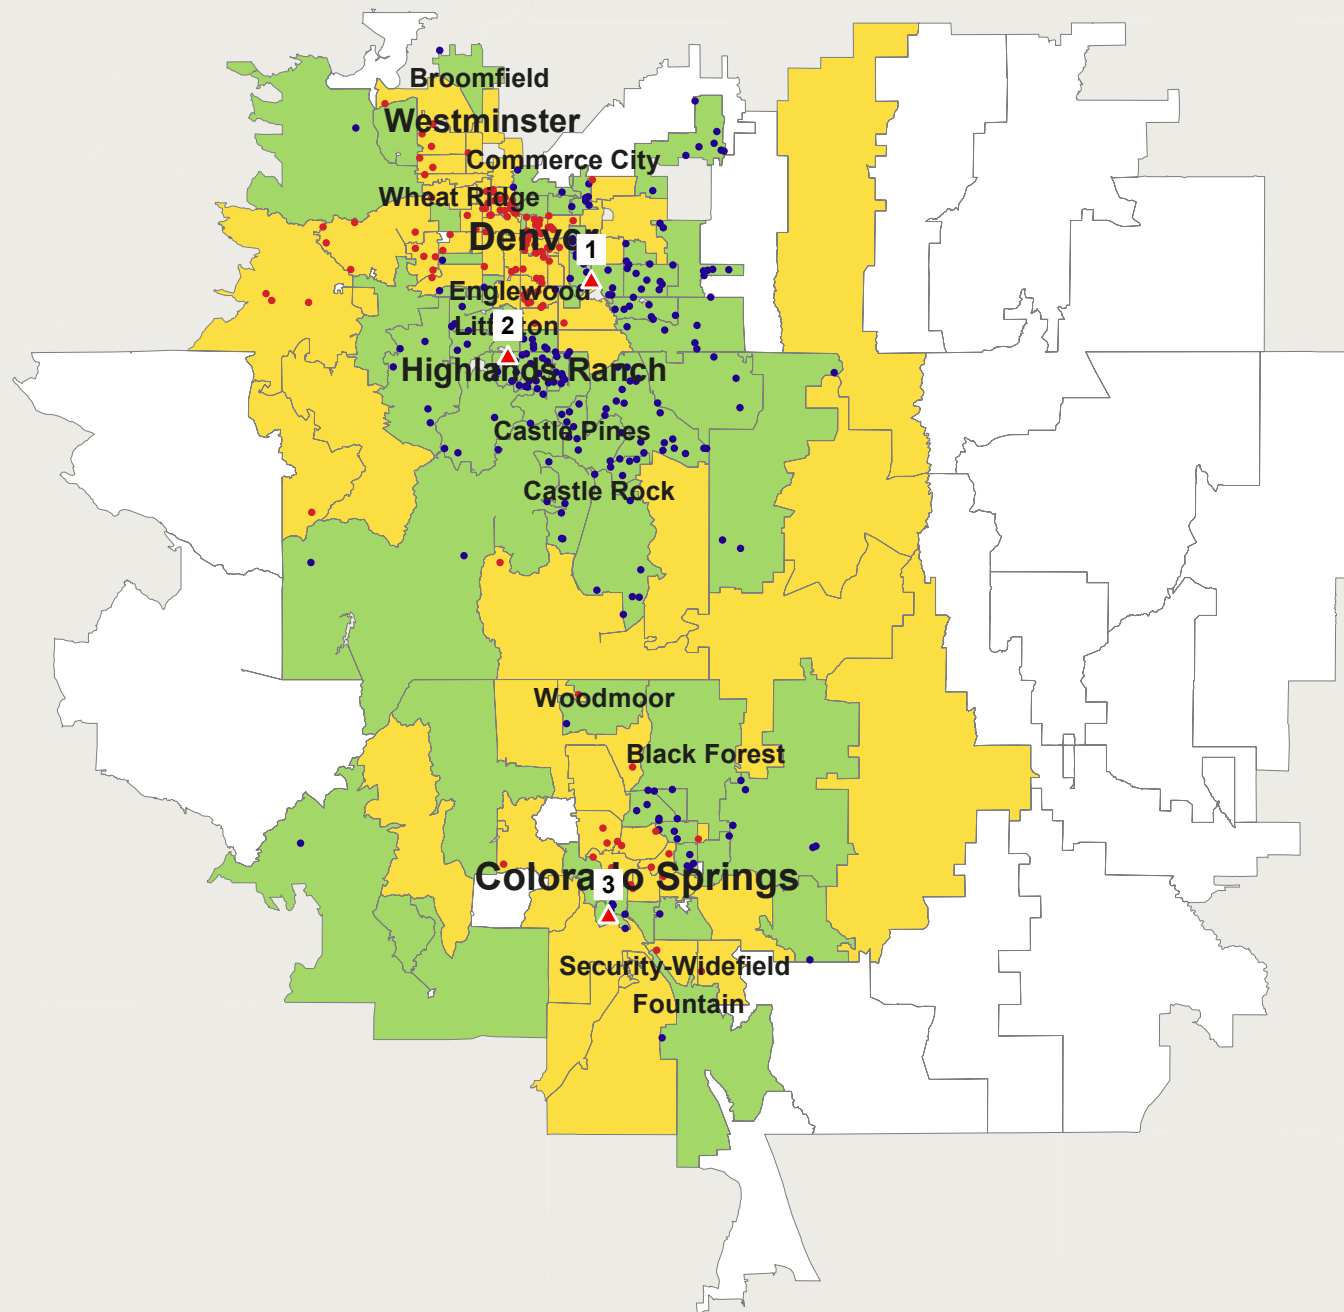 Broomfield
Westminster
Commerce City
Wheat Ridge
Denver
1
Englewood
Littleton
2
Highlands Ranch
Castle Pines
Castle Rock
Woodmoor
Black Forest
Colorado Springs
3
Security-Widefield
Fountain